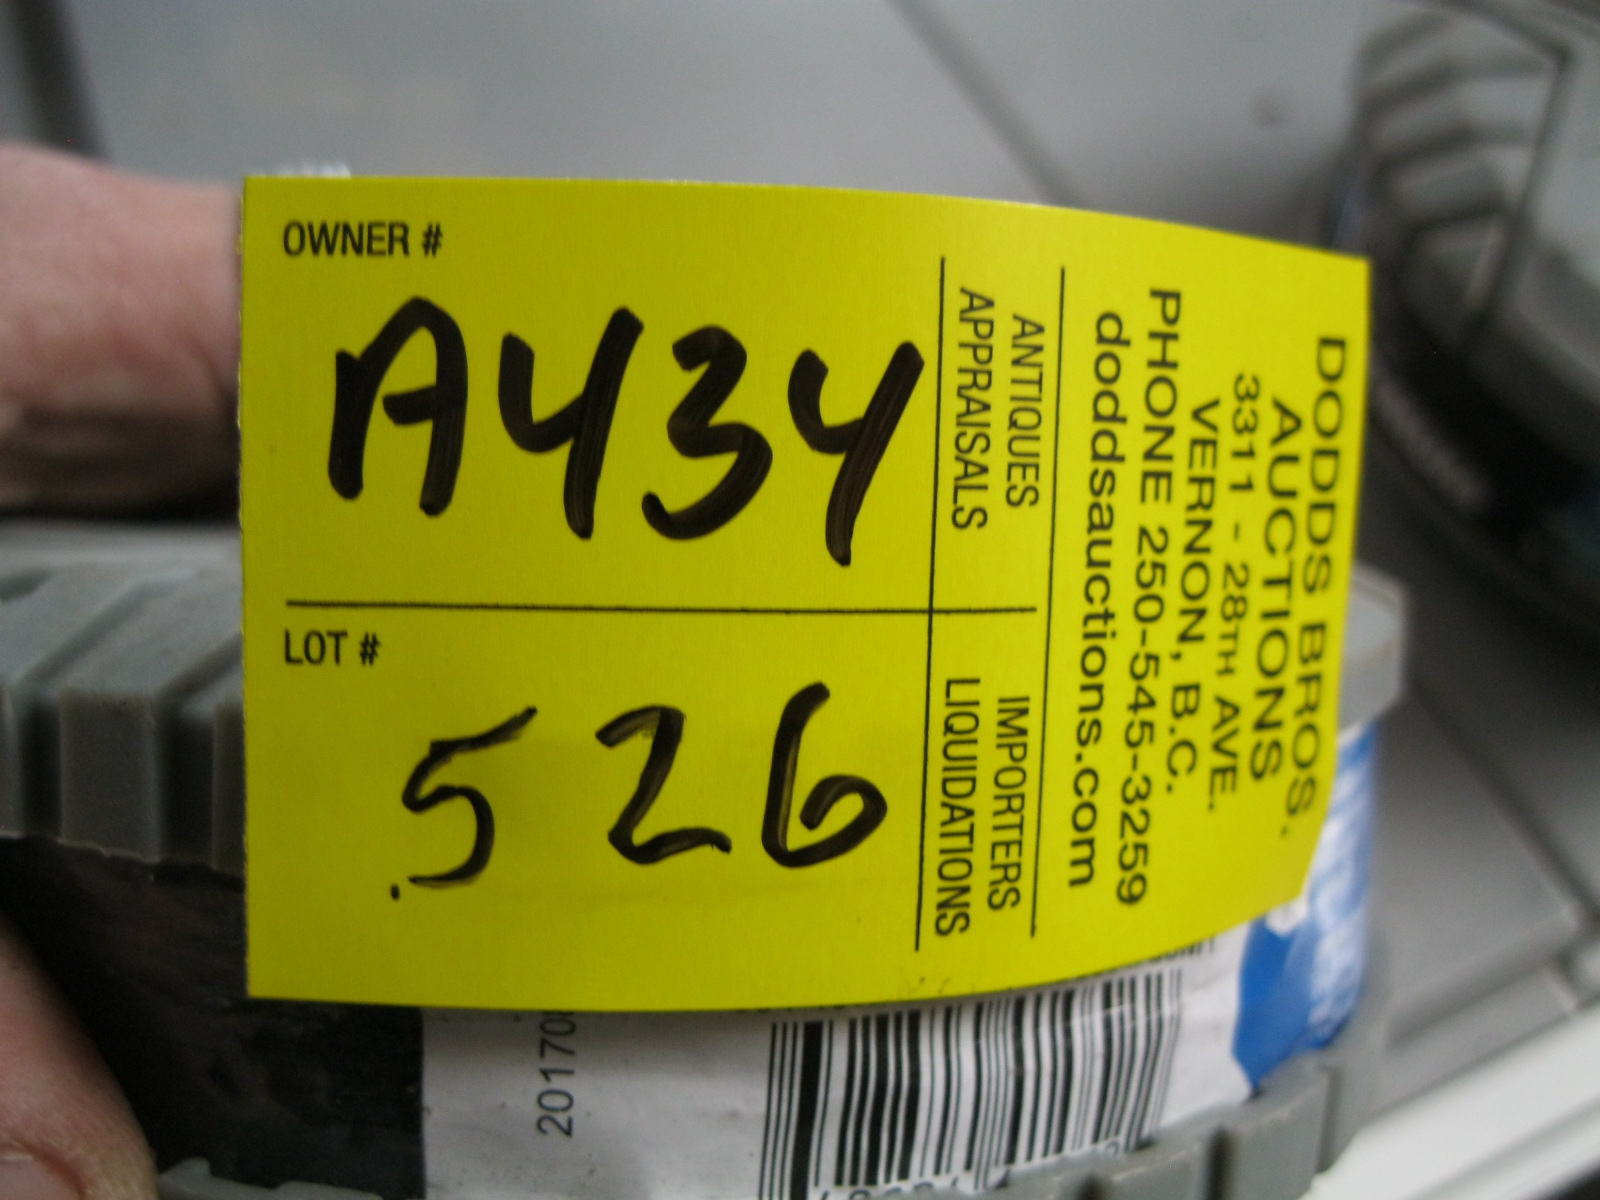 OWNER #
A434
LOT #
526
ANTIQUES
APPRAISALS
IMPORTERS
LIQUIDATIONS
DODDS BROS.
AUCTIONS
3311 - 28TH AVE.
VERNON, B.C.
PHONE 250-545-3259
doddsauctions.com